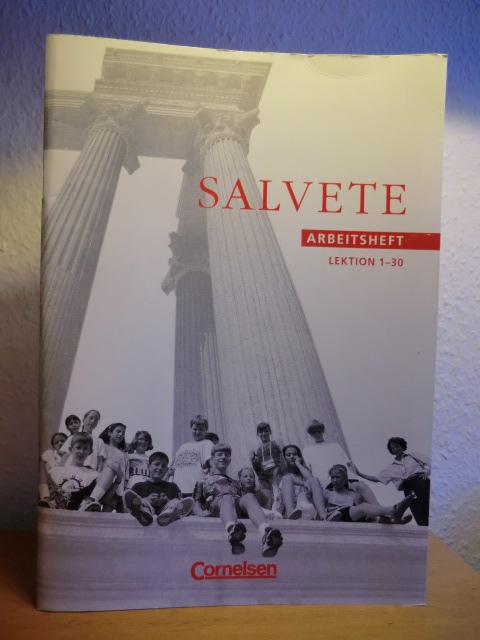 SALVETE
ARBEITSHEFT
LEKTION 1–30
Cornelsen